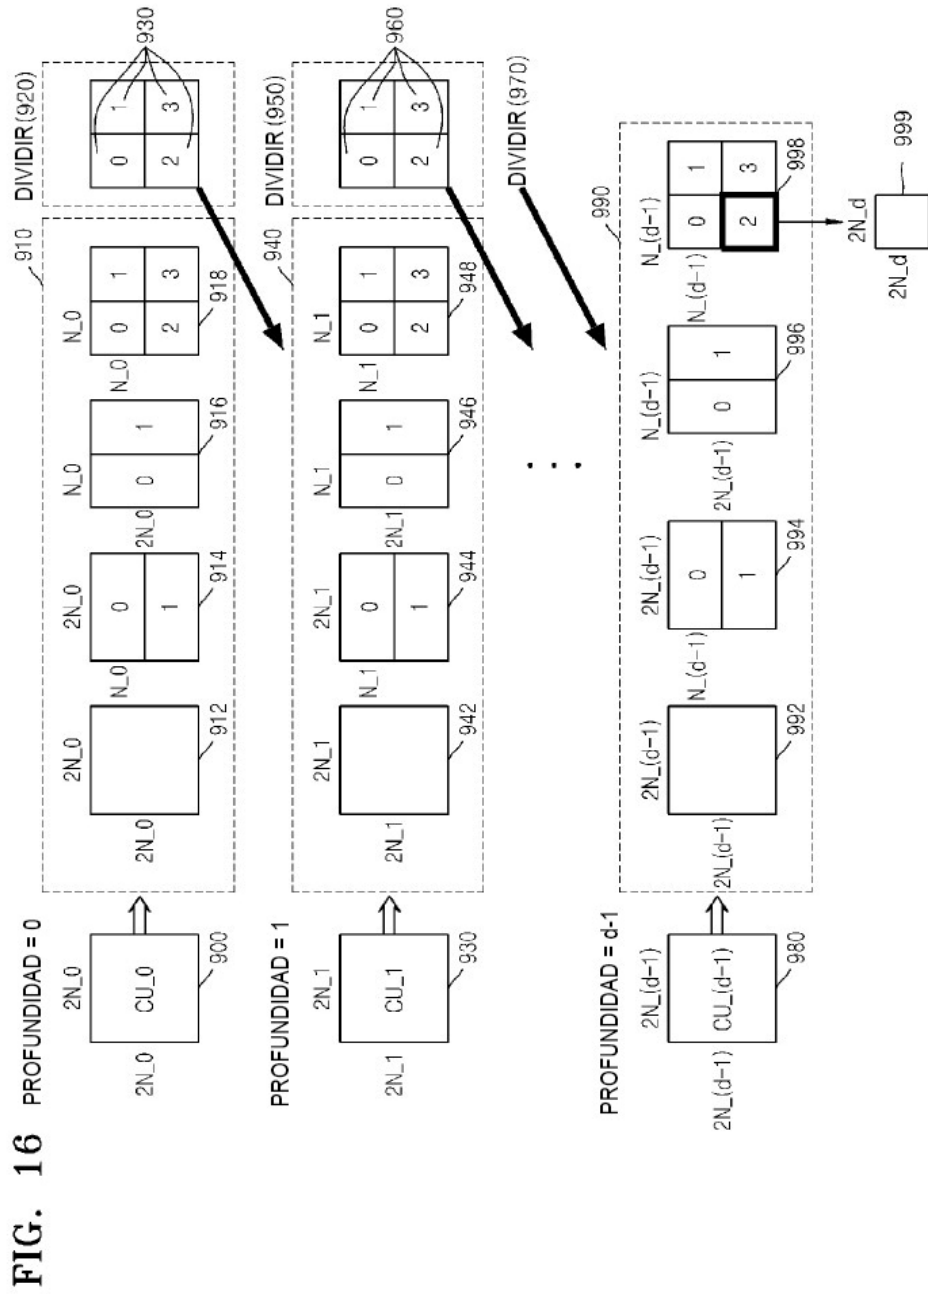 FIG. 16
PROFUNDIDAD = 0
910
DIVIDIR (920)
930
2N_0
2N_0
CU_0
900
2N_0
2N_0
912
2N_0
N_0
0
1
914
N_0
2N_0
0
1
916
N_0
N_0
0
1
2
3
918
0
1
2
3
PROFUNDIDAD = 1
940
DIVIDIR (950)
960
2N_1
2N_1
CU_1
930
2N_1
2N_1
942
2N_1
N_1
0
1
944
N_1
2N_1
0
1
946
N_1
N_1
0
1
2
3
948
0
1
2
3
DIVIDIR (970)
PROFUNDIDAD = d-1
990
2N_(d-1)
2N_(d-1)
CU_(d-1)
980
2N_(d-1)
2N_(d-1)
992
2N_(d-1)
N_(d-1)
0
1
994
N_(d-1)
2N_(d-1)
0
1
996
N_(d-1)
N_(d-1)
0
1
2
3
998
2N_d
2N_d
999